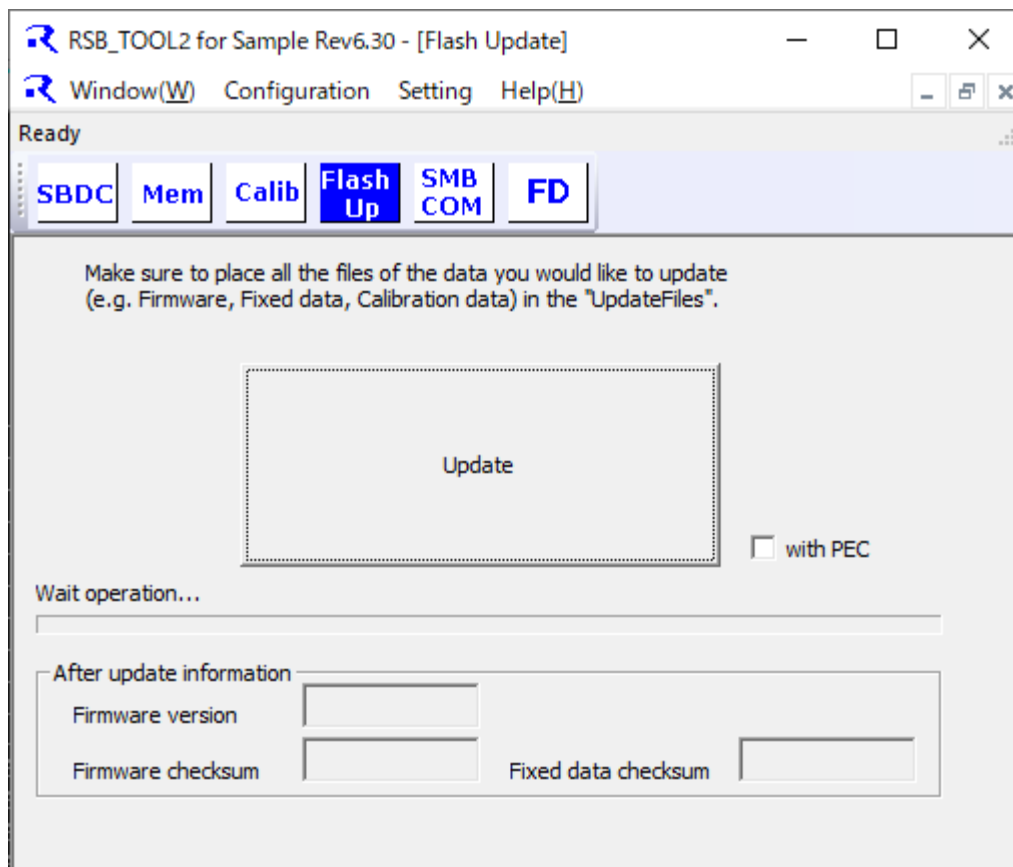 RSB_TOOL2 for Sample Rev6.30 - [Flash Update]
Window(W) Configuration Setting Help(H)
Ready
SBDC Mem Calib Flash Up SMB COM FD
Make sure to place all the files of the data you would like to update
(e.g. Firmware, Fixed data, Calibration data) in the "UpdateFiles".
Update
with PEC
Wait operation...
After update information
Firmware version
Firmware checksum Fixed data checksum